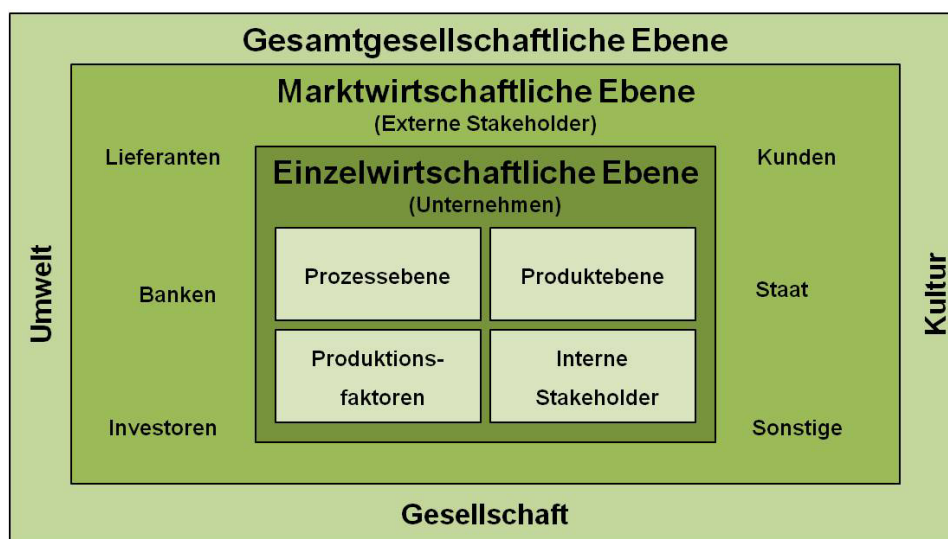 Gesamtgesellschaftliche Ebene
Marktwirtschaftliche Ebene
(Externe Stakeholder)
Lieferanten
Kunden
Einzelwirtschaftliche Ebene
(Unternehmen)
Umwelt
Banken
Investoren
Prozessebene
Produktebene
Produktions-
faktoren
Interne
Stakeholder
Staat
Sonstige
Kultur
Gesellschaft